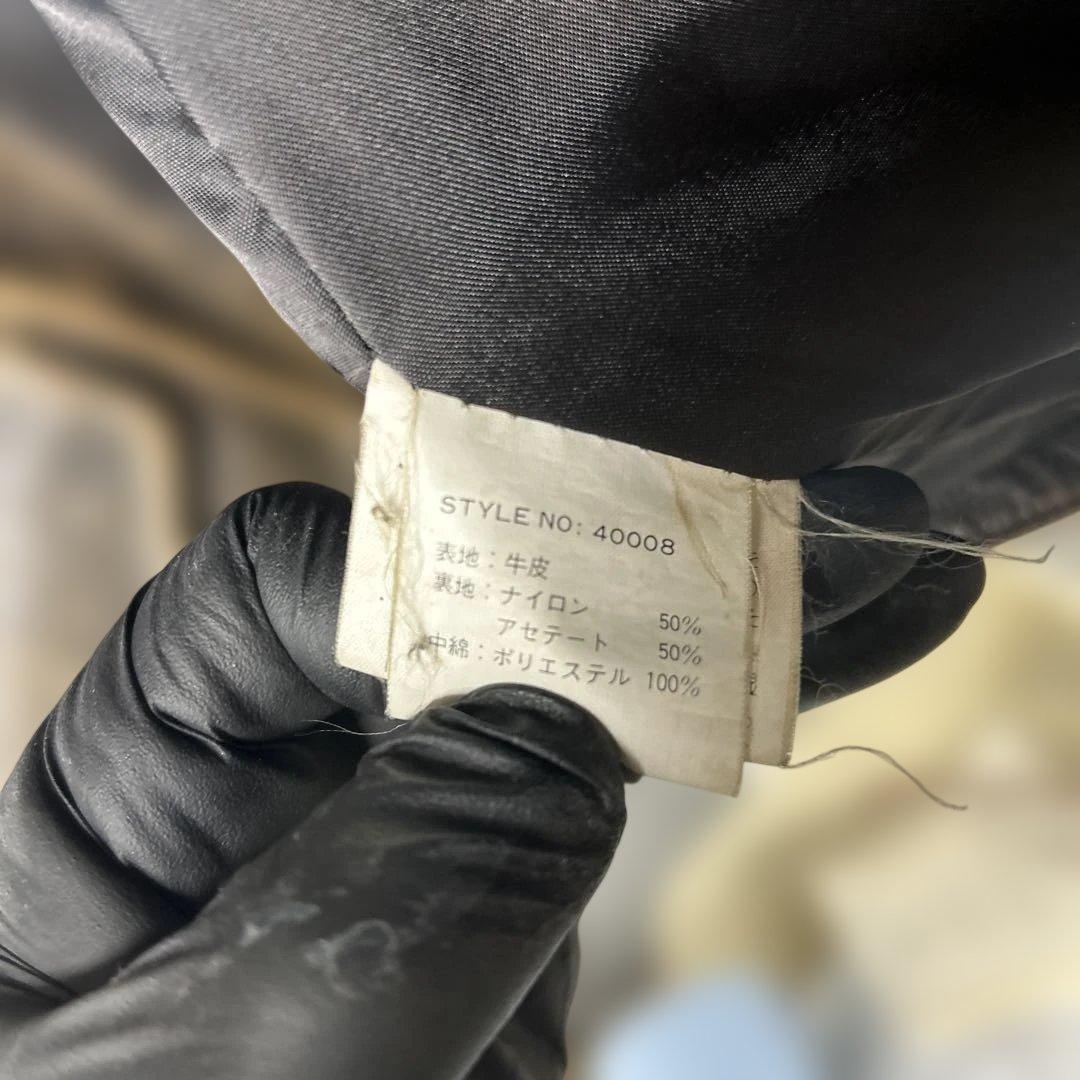 STYLE NO: 40008
表地：牛皮
裏地：ナイロン 50%
アセテート 50%
中綿：ポリエステル 100%